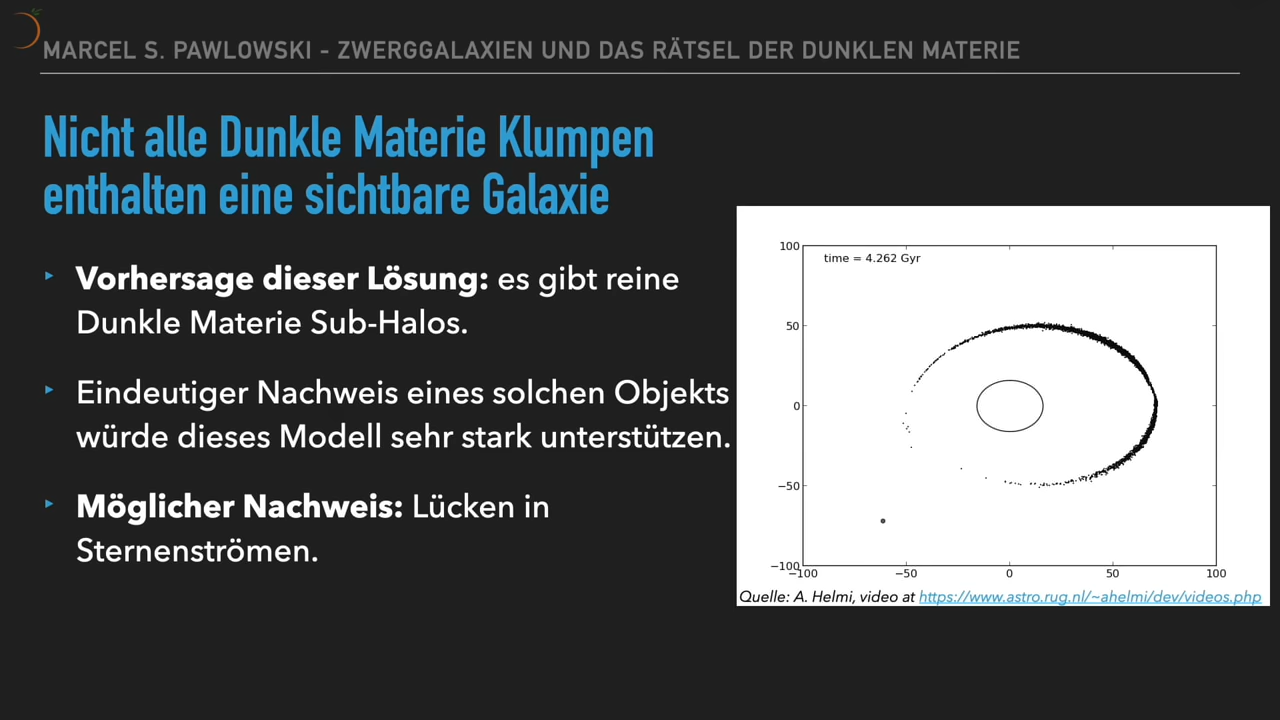 MARCEL S. PAWLOWSKI - ZWERGGALAXIEN UND DAS RÄTSEL DER DUNKLEN MATERIE
Nicht alle Dunkle Materie Klumpen
enthalten eine sichtbare Galaxie
‣ Vorhersage dieser Lösung: es gibt reine
Dunkle Materie Sub-Halos.
‣ Eindeutiger Nachweis eines solchen Objekts
würde dieses Modell sehr stark unterstützen.
‣ Möglicher Nachweis: Lücken in
Sternenströmen.
100
time = 4.262 Gyr
50
0
−50
−100
−100 −50 0 50 100
Quelle: A. Helmi, video at https://www.astro.rug.nl/~ahelmi/dev/videos.php